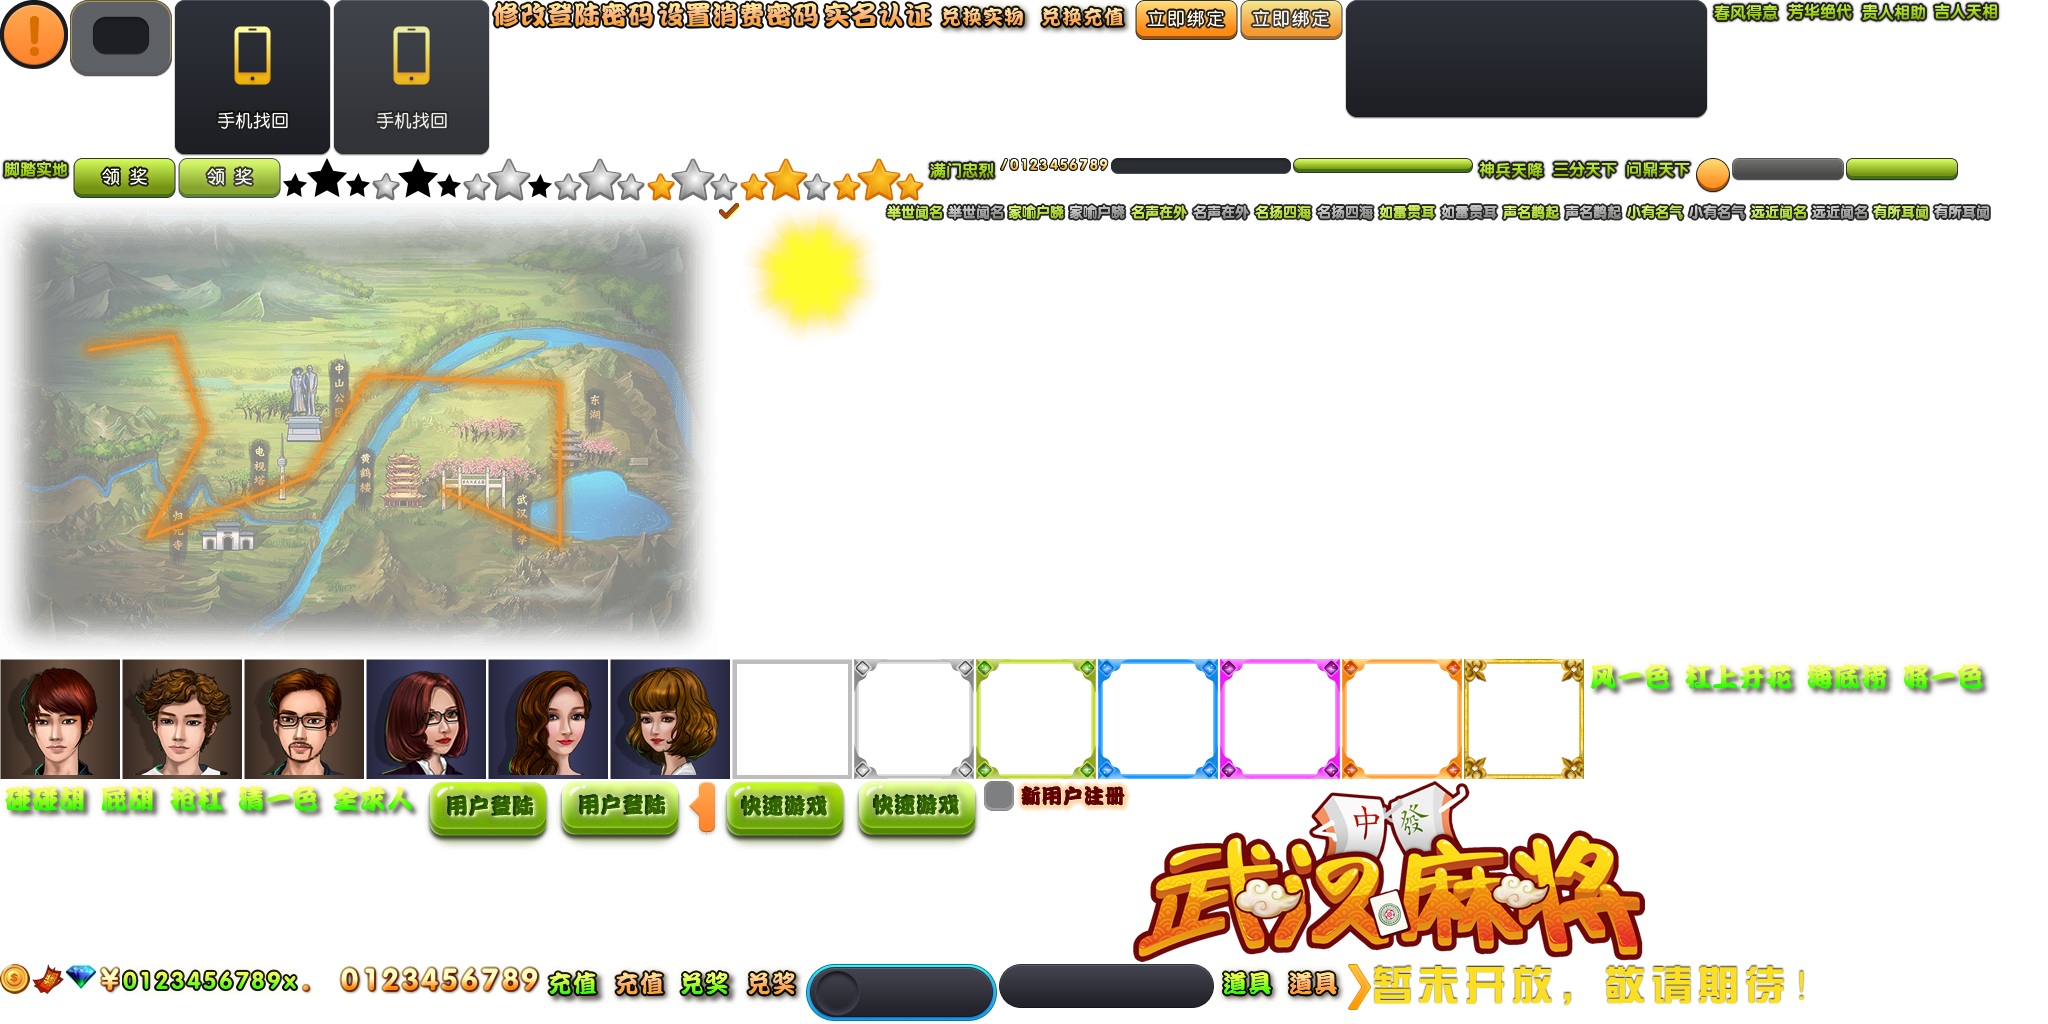 修改登陆密码 设置消费密码 实名认证 兑换实物 兑换充值 立即绑定 立即绑定 春风得意 芳华绝代 贵人相助 吉人天相
手机找回 手机找回
脚踏实地 领奖 领奖 满门忠烈 /0123456789 神兵天降 三分天下 问鼎天下
举世闻名 举世闻名 家喻户晓 家喻户晓 名声在外 名声在外 名扬四海 名扬四海 如雷贯耳 如雷贯耳 声名鹊起 声名鹊起 小有名气 小有名气 远近闻名 远近闻名 有所耳闻 有所耳闻
中山公园
东湖
电视塔
黄鹤楼
武汉大学
归元寺
风一色 杠上开花 海底捞 将一色
碰碰胡 屁胡 抢杠 清一色 全求人 用户登陆 用户登陆 快速游戏 快速游戏 新用户注册
中 發
武汉麻将
¥0123456789x. 0123456789 充值 充值 兑奖 兑奖 道具 道具 暂未开放，敬请期待！